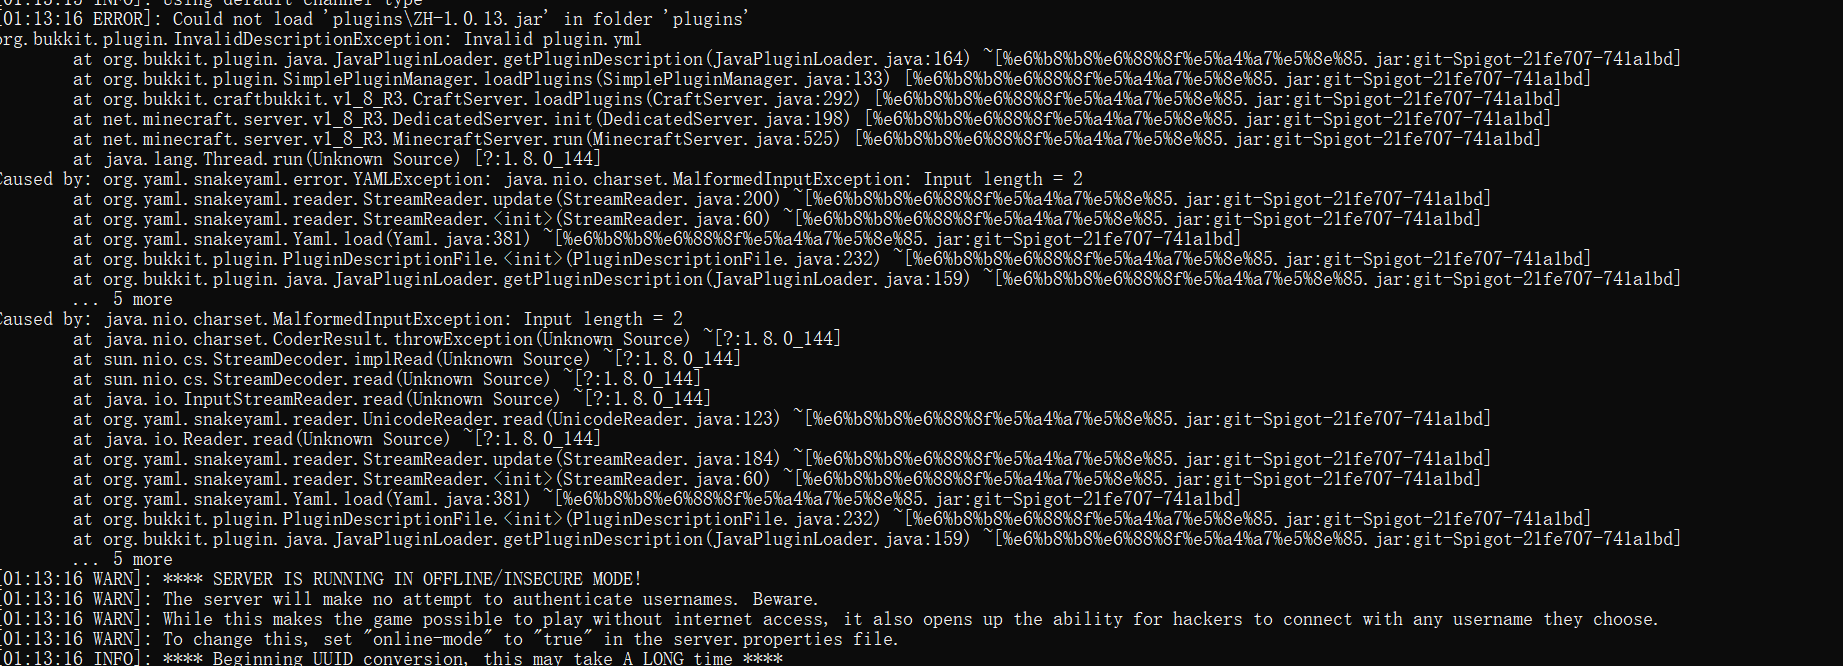 [01:13:15 INFO]: Using default channel type
[01:13:16 ERROR]: Could not load 'plugins\ZH-1.0.13.jar' in folder 'plugins'
org.bukkit.plugin.InvalidDescriptionException: Invalid plugin.yml
at org.bukkit.plugin.java.JavaPluginLoader.getPluginDescription(JavaPluginLoader.java:164) ~[%e6%b8%b8%e6%88%8f%e5%a4%a7%e5%8e%85.jar:git-Spigot-21fe707-741a1bd]
at org.bukkit.plugin.SimplePluginManager.loadPlugins(SimplePluginManager.java:133) [%e6%b8%b8%e6%88%8f%e5%a4%a7%e5%8e%85.jar:git-Spigot-21fe707-741a1bd]
at org.bukkit.craftbukkit.v1_8_R3.CraftServer.loadPlugins(CraftServer.java:292) [%e6%b8%b8%e6%88%8f%e5%a4%a7%e5%8e%85.jar:git-Spigot-21fe707-741a1bd]
at net.minecraft.server.v1_8_R3.DedicatedServer.init(DedicatedServer.java:198) [%e6%b8%b8%e6%88%8f%e5%a4%a7%e5%8e%85.jar:git-Spigot-21fe707-741a1bd]
at net.minecraft.server.v1_8_R3.MinecraftServer.run(MinecraftServer.java:525) [%e6%b8%b8%e6%88%8f%e5%a4%a7%e5%8e%85.jar:git-Spigot-21fe707-741a1bd]
at java.lang.Thread.run(Unknown Source) [?:1.8.0_144]
Caused by: org.yaml.snakeyaml.error.YAMLException: java.nio.charset.MalformedInputException: Input length = 2
at org.yaml.snakeyaml.reader.StreamReader.update(StreamReader.java:200) ~[%e6%b8%b8%e6%88%8f%e5%a4%a7%e5%8e%85.jar:git-Spigot-21fe707-741a1bd]
at org.yaml.snakeyaml.reader.StreamReader.<init>(StreamReader.java:60) ~[%e6%b8%b8%e6%88%8f%e5%a4%a7%e5%8e%85.jar:git-Spigot-21fe707-741a1bd]
at org.yaml.snakeyaml.Yaml.load(Yaml.java:381) ~[%e6%b8%b8%e6%88%8f%e5%a4%a7%e5%8e%85.jar:git-Spigot-21fe707-741a1bd]
at org.bukkit.plugin.PluginDescriptionFile.<init>(PluginDescriptionFile.java:232) ~[%e6%b8%b8%e6%88%8f%e5%a4%a7%e5%8e%85.jar:git-Spigot-21fe707-741a1bd]
at org.bukkit.plugin.java.JavaPluginLoader.getPluginDescription(JavaPluginLoader.java:159) ~[%e6%b8%b8%e6%88%8f%e5%a4%a7%e5%8e%85.jar:git-Spigot-21fe707-741a1bd]
... 5 more
Caused by: java.nio.charset.MalformedInputException: Input length = 2
at java.nio.charset.CoderResult.throwException(Unknown Source) ~[?:1.8.0_144]
at sun.nio.cs.StreamDecoder.implRead(Unknown Source) ~[?:1.8.0_144]
at sun.nio.cs.StreamDecoder.read(Unknown Source) ~[?:1.8.0_144]
at java.io.InputStreamReader.read(Unknown Source) ~[?:1.8.0_144]
at org.yaml.snakeyaml.reader.UnicodeReader.read(UnicodeReader.java:123) ~[%e6%b8%b8%e6%88%8f%e5%a4%a7%e5%8e%85.jar:git-Spigot-21fe707-741a1bd]
at java.io.Reader.read(Unknown Source) ~[?:1.8.0_144]
at org.yaml.snakeyaml.reader.StreamReader.update(StreamReader.java:184) ~[%e6%b8%b8%e6%88%8f%e5%a4%a7%e5%8e%85.jar:git-Spigot-21fe707-741a1bd]
at org.yaml.snakeyaml.reader.StreamReader.<init>(StreamReader.java:60) ~[%e6%b8%b8%e6%88%8f%e5%a4%a7%e5%8e%85.jar:git-Spigot-21fe707-741a1bd]
at org.yaml.snakeyaml.Yaml.load(Yaml.java:381) ~[%e6%b8%b8%e6%88%8f%e5%a4%a7%e5%8e%85.jar:git-Spigot-21fe707-741a1bd]
at org.bukkit.plugin.PluginDescriptionFile.<init>(PluginDescriptionFile.java:232) ~[%e6%b8%b8%e6%88%8f%e5%a4%a7%e5%8e%85.jar:git-Spigot-21fe707-741a1bd]
at org.bukkit.plugin.java.JavaPluginLoader.getPluginDescription(JavaPluginLoader.java:159) ~[%e6%b8%b8%e6%88%8f%e5%a4%a7%e5%8e%85.jar:git-Spigot-21fe707-741a1bd]
... 5 more
[01:13:16 WARN]: **** SERVER IS RUNNING IN OFFLINE/INSECURE MODE!
[01:13:16 WARN]: The server will make no attempt to authenticate usernames. Beware.
[01:13:16 WARN]: While this makes the game possible to play without internet access, it also opens up the ability for hackers to connect with any username they choose.
[01:13:16 WARN]: To change this, set "online-mode" to "true" in the server.properties file.
[01:13:16 INFO]: **** Beginning UUID conversion, this may take A LONG time ****